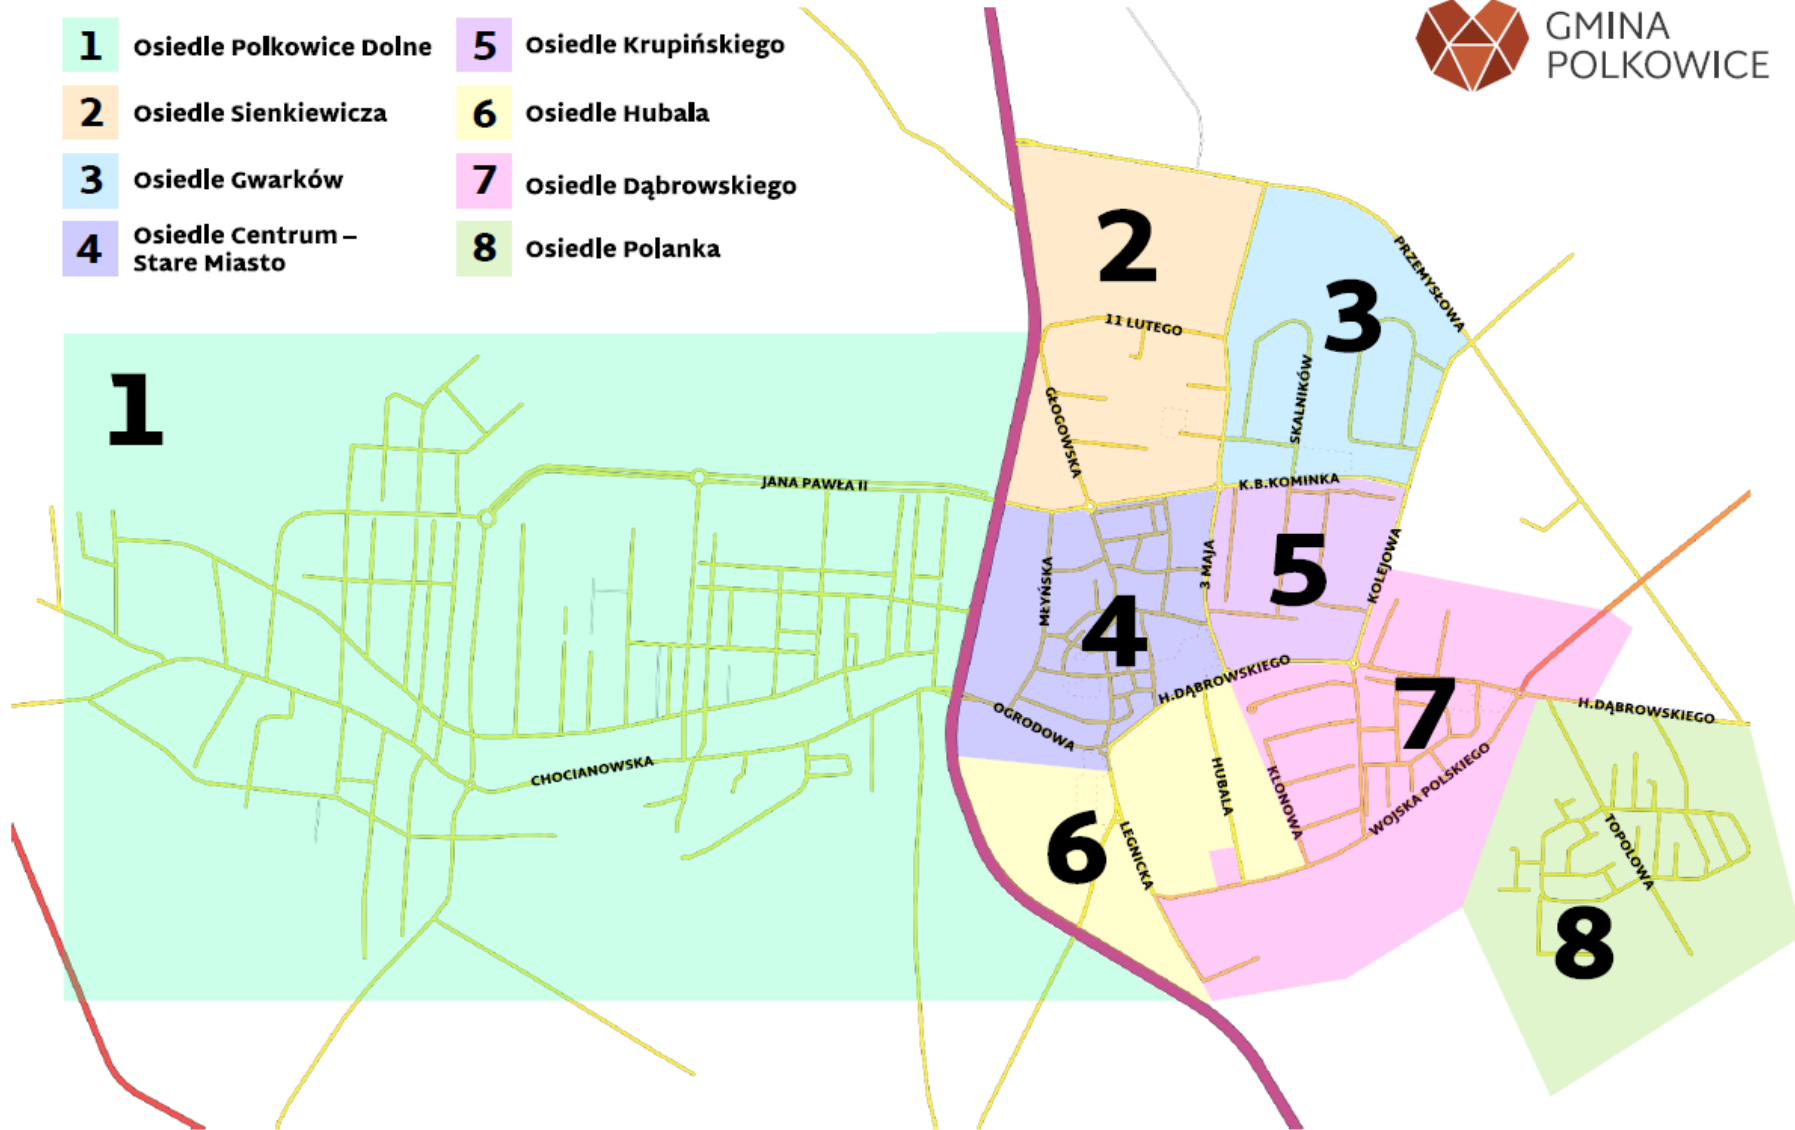 1 Osiedle Polkowice Dolne
2 Osiedle Sienkiewicza
3 Osiedle Gwarków
4 Osiedle Centrum –
Stare Miasto
5 Osiedle Krupińskiego
6 Osiedle Hubala
7 Osiedle Dąbrowskiego
8 Osiedle Polanka
GMINA
POLKOWICE
2
PRZEMYSŁOWA
3
11 LUTEGO
1
SKALNIKÓW
GŁOGOWSKA
JANA PAWŁA II
K.B.KOMINKA
MŁYŃSKA
3 MAJA
5
KOLEJOWA
4
H.DĄBROWSKIEGO
7
H.DĄBROWSKIEGO
OGRODOWA
CHOCIANOWSKA
HUBALA
KLONOWA
WOJSKA POLSKIEGO
6
LEGNICKA
TOPOLOWA
8